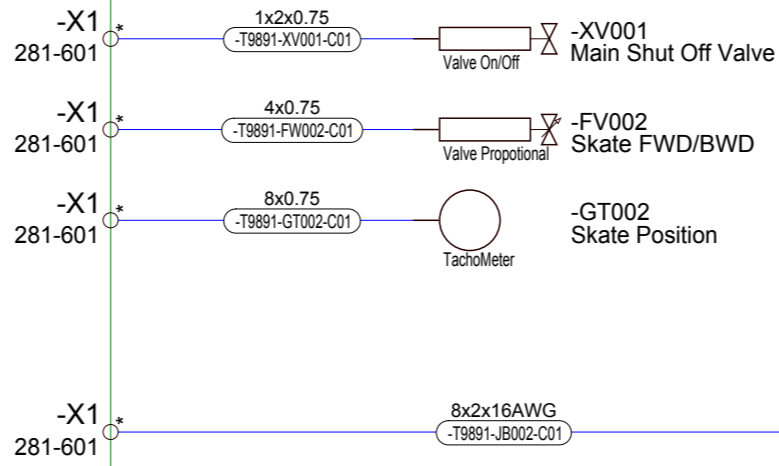 -X1
*
281-601
1x2x0.75
-T9891-XV001-C01
Valve On/Off
-XV001
Main Shut Off Valve
-X1
*
281-601
4x0.75
-T9891-FW002-C01
Valve Propotional
-FV002
Skate FWD/BWD
-X1
*
281-601
8x0.75
-T9891-GT002-C01
TachoMeter
-GT002
Skate Position
-X1
*
281-601
8x2x16AWG
-T9891-JB002-C01